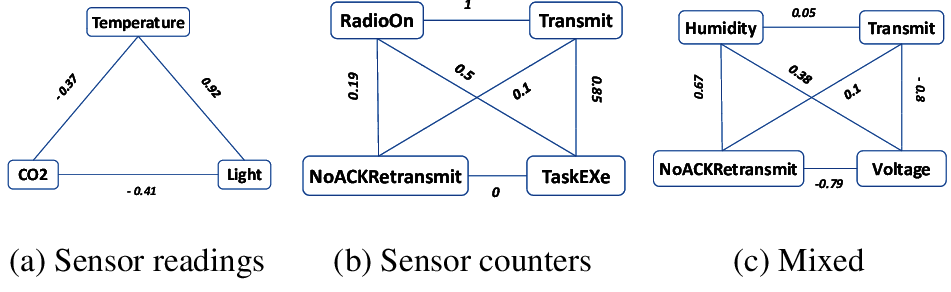 Temperature
- 0.37
0.92
CO2
Light
- 0.41
(a) Sensor readings
RadioOn
1
Transmit
0.19
0.5
0.1
0.85
NoACKRetransmit
0
TaskEXe
(b) Sensor counters
Humidity
0.05
Transmit
0.67
0.38
0.1
- 0.8
NoACKRetransmit
-0.79
Voltage
(c) Mixed